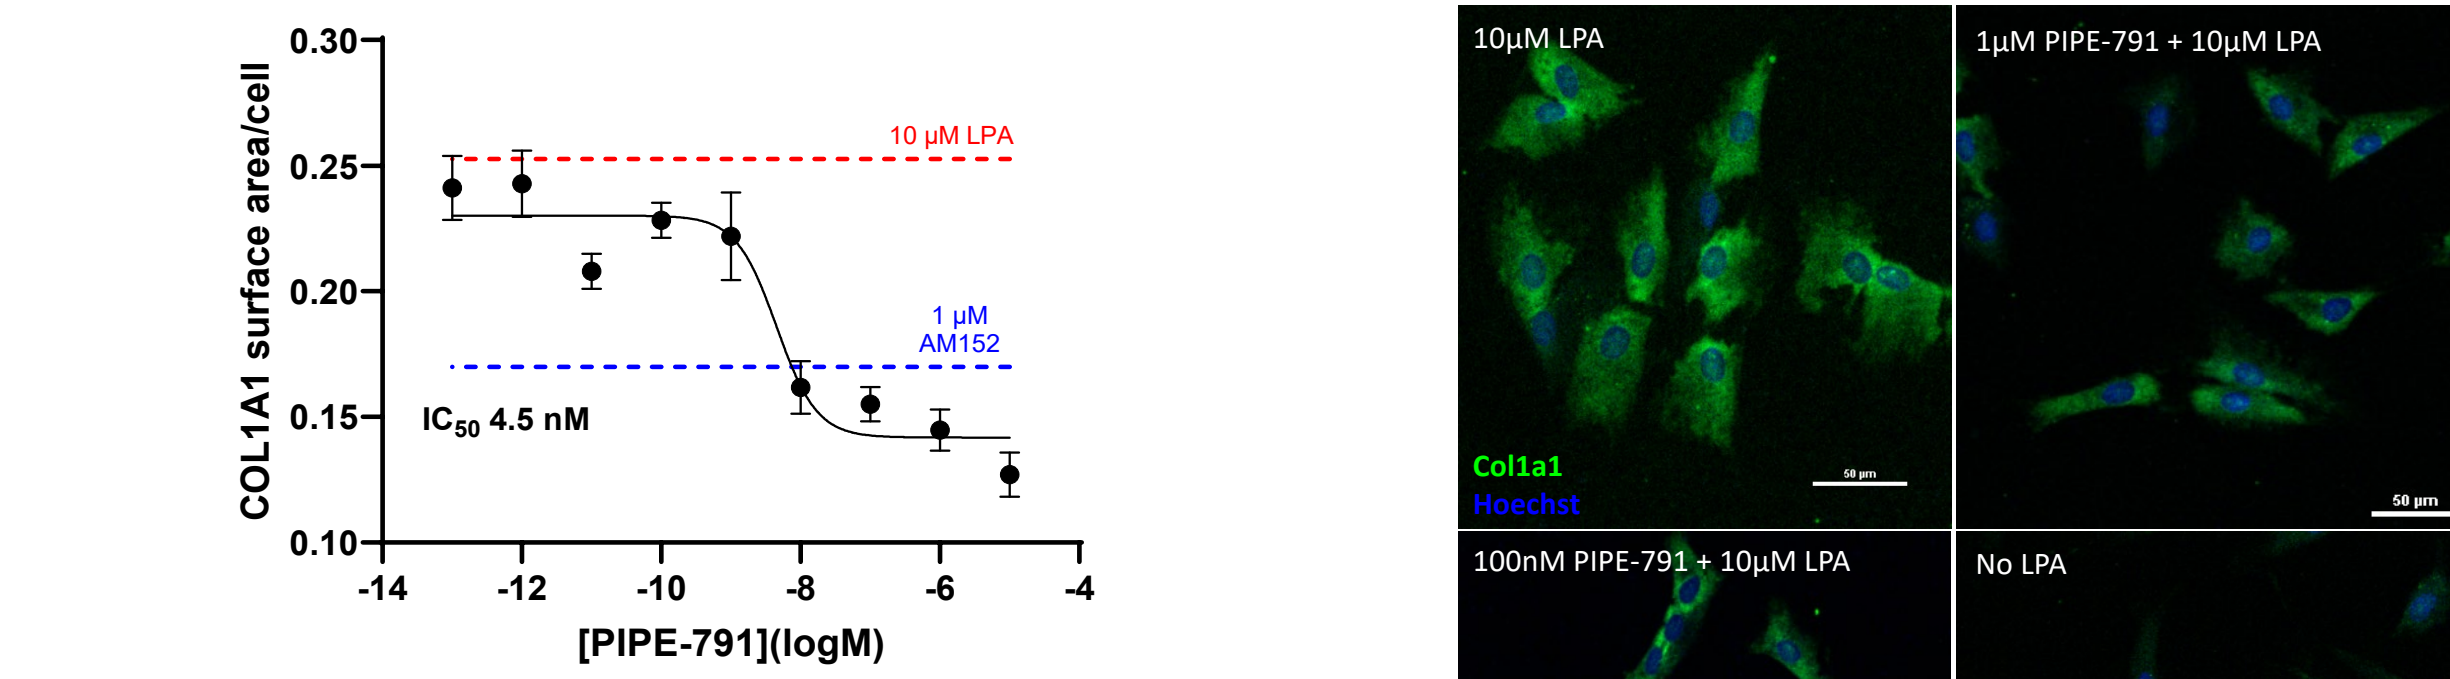 COL1A1 surface area/cell
0.30
0.25
0.20
0.15
0.10
10 µM LPA
1 µM
AM152
IC50 4.5 nM
-14 -12 -10 -8 -6 -4
[PIPE-791](logM)
10µM LPA
Col1a1
Hoechst
50 µm
1µM PIPE-791 + 10µM LPA
50 µm
100nM PIPE-791 + 10µM LPA
No LPA